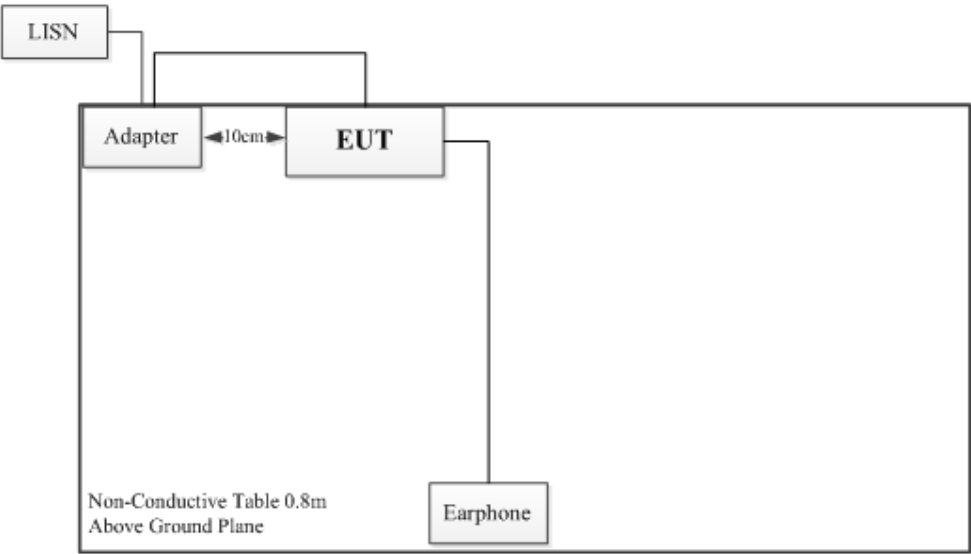 LISN
Adapter
10cm
EUT
Non-Conductive Table 0.8m
Above Ground Plane
Earphone